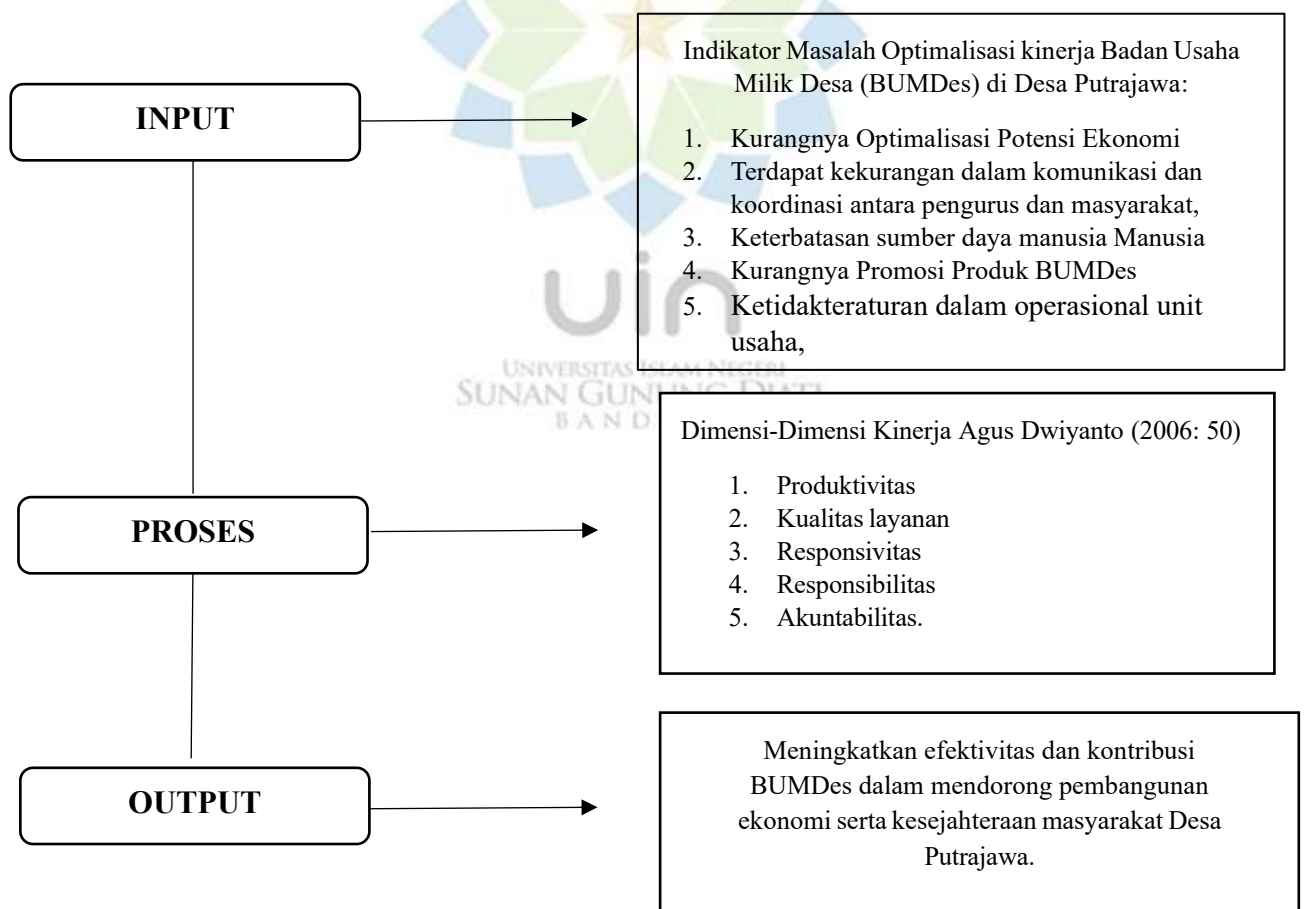 INPUT
Indikator Masalah Optimalisasi kinerja Badan Usaha
Milik Desa (BUMDes) di Desa Putrajawa:
1. Kurangnya Optimalisasi Potensi Ekonomi
2. Terdapat kekurangan dalam komunikasi dan
koordinasi antara pengurus dan masyarakat,
3. Keterbatasan sumber daya manusia Manusia
4. Kurangnya Promosi Produk BUMDes
5. Ketidakteraturan dalam operasional unit
usaha,
uin
UNIVERSITAS ISLAM NEGERI
SUNAN GUNUNG DJATI
BAND
PROSES
Dimensi-Dimensi Kinerja Agus Dwiyanto (2006: 50)
1. Produktivitas
2. Kualitas layanan
3. Responsivitas
4. Responsibilitas
5. Akuntabilitas.
OUTPUT
Meningkatkan efektivitas dan kontribusi
BUMDes dalam mendorong pembangunan
ekonomi serta kesejahteraan masyarakat Desa
Putrajawa.